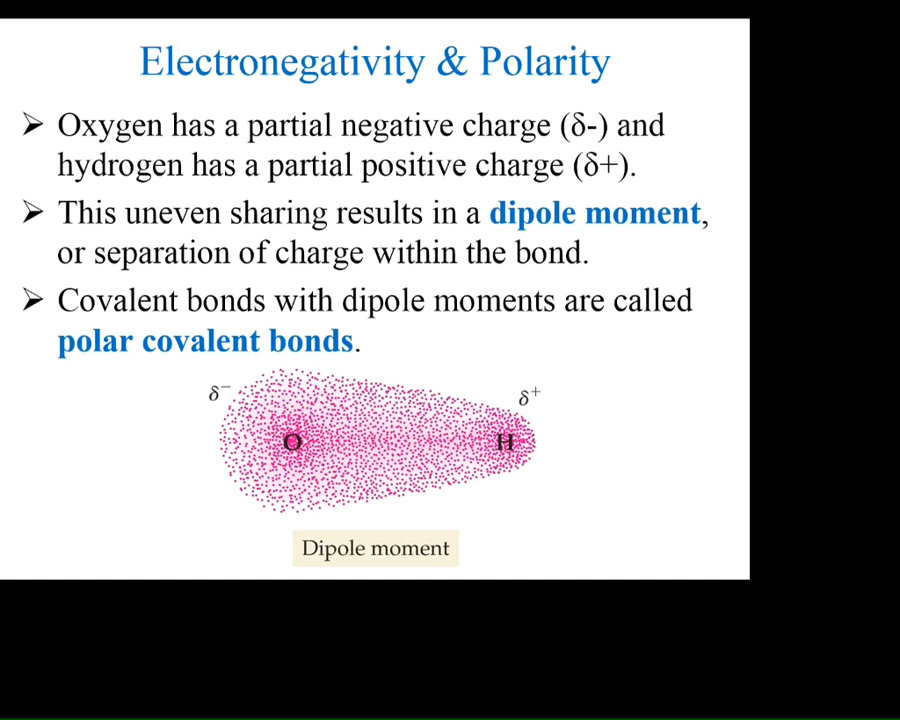 Electronegativity & Polarity
➢ Oxygen has a partial negative charge (δ-) and
hydrogen has a partial positive charge (δ+).
➢ This uneven sharing results in a dipole moment,
or separation of charge within the bond.
➢ Covalent bonds with dipole moments are called
polar covalent bonds.
δ⁻ δ⁺
O H
Dipole moment